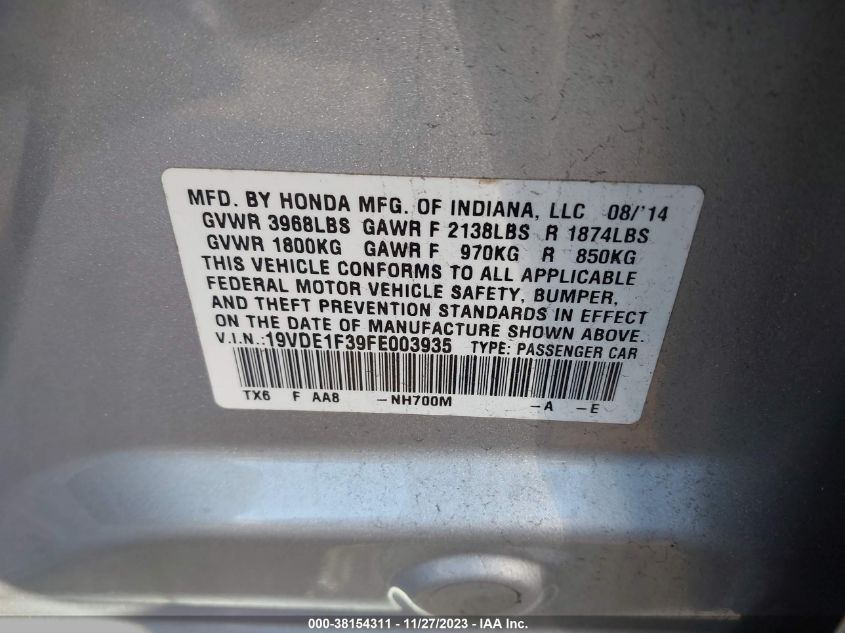 MFD. BY HONDA MFG. OF INDIANA, LLC 08/'14
GVWR 3968LBS GAWR F 2138LBS R 1874LBS
GVWR 1800KG GAWR F 970KG R 850KG
THIS VEHICLE CONFORMS TO ALL APPLICABLE
FEDERAL MOTOR VEHICLE SAFETY, BUMPER,
AND THEFT PREVENTION STANDARDS IN EFFECT
ON THE DATE OF MANUFACTURE SHOWN ABOVE.
V.I.N.:19VDE1F39FE003935 TYPE: PASSENGER CAR
TX6 F AA8 -NH700M -A -E
000-38154311 - 11/27/2023 - IAA Inc.